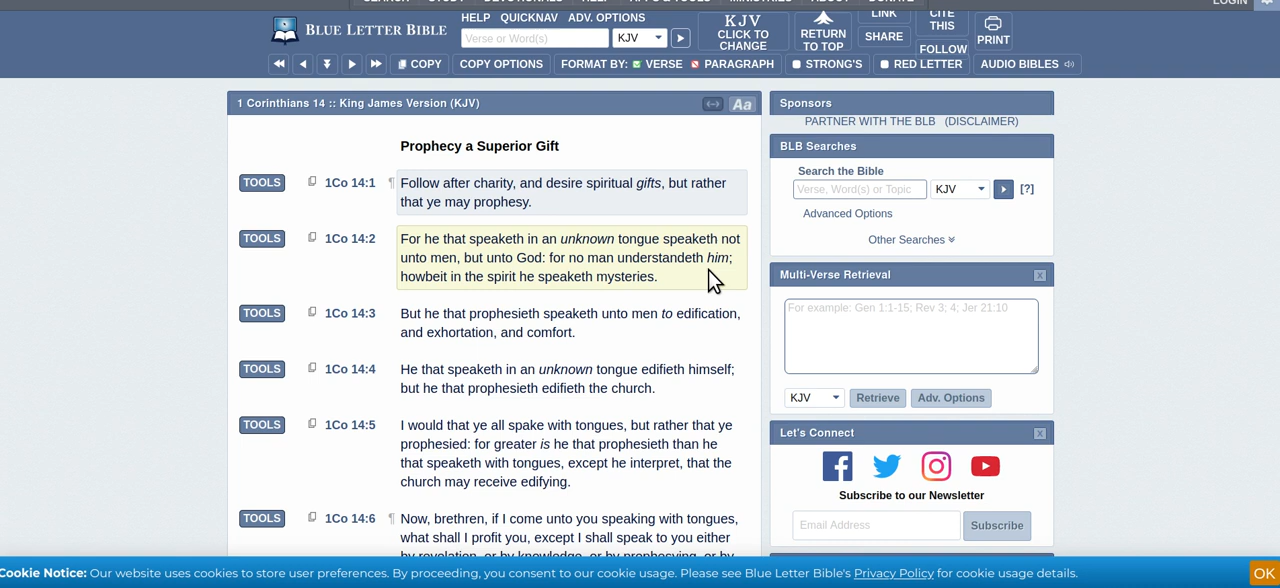 LOGIN
BLUE LETTER BIBLE
HELP QUICKNAV ADV. OPTIONS
Verse or Word(s) KJV
KJV
CLICK TO
CHANGE
RETURN
TO TOP
LINK
SHARE
CITE
THIS
FOLLOW
PRINT
COPY COPY OPTIONS FORMAT BY: VERSE PARAGRAPH STRONG'S RED LETTER AUDIO BIBLES
1 Corinthians 14 :: King James Version (KJV) Aa
Prophecy a Superior Gift
TOOLS 1Co 14:1 ¶ Follow after charity, and desire spiritual gifts, but rather
that ye may prophesy.
TOOLS 1Co 14:2 For he that speaketh in an unknown tongue speaketh not
unto men, but unto God: for no man understandeth him;
howbeit in the spirit he speaketh mysteries.
TOOLS 1Co 14:3 But he that prophesieth speaketh unto men to edification,
and exhortation, and comfort.
TOOLS 1Co 14:4 He that speaketh in an unknown tongue edifieth himself;
but he that prophesieth edifieth the church.
TOOLS 1Co 14:5 I would that ye all spake with tongues, but rather that ye
prophesied: for greater is he that prophesieth than he
that speaketh with tongues, except he interpret, that the
church may receive edifying.
TOOLS 1Co 14:6 ¶ Now, brethren, if I come unto you speaking with tongues,
what shall I profit you, except I shall speak to you either
by revelation, or by knowledge, or by prophesying, or by
Sponsors
PARTNER WITH THE BLB (DISCLAIMER)
BLB Searches
Search the Bible
Verse, Word(s) or Topic KJV [?]
Advanced Options
Other Searches
Multi-Verse Retrieval x
For example: Gen 1:1-15; Rev 3; 4; Jer 21:10
KJV Retrieve Adv. Options
Let's Connect x
Subscribe to our Newsletter
Email Address Subscribe
Cookie Notice: Our website uses cookies to store user preferences. By proceeding, you consent to our cookie usage. Please see Blue Letter Bible's Privacy Policy for cookie usage details. OK